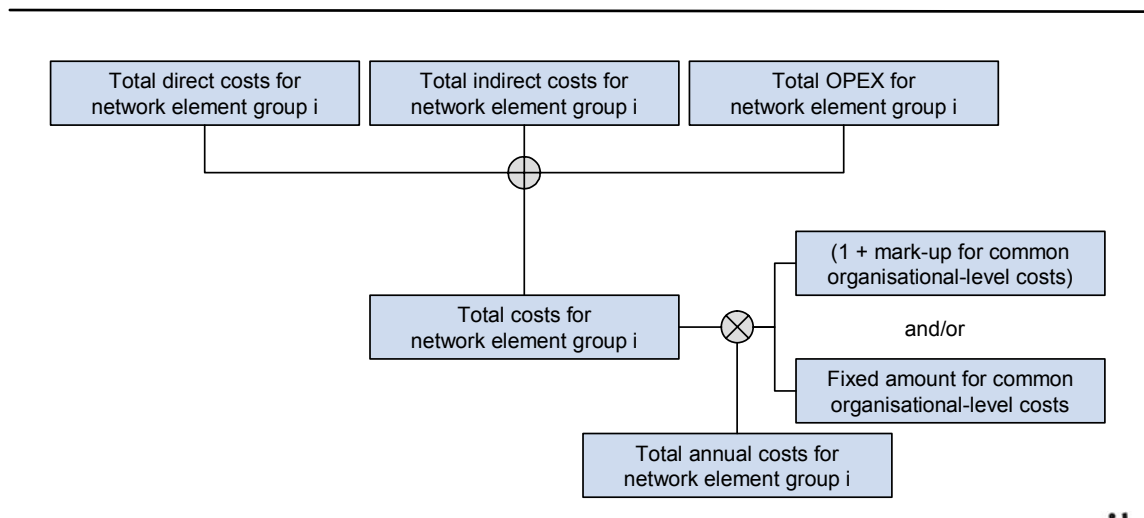 Total direct costs for
network element group i
Total indirect costs for
network element group i
Total OPEX for
network element group i
(1 + mark-up for common
organisational-level costs)
Total costs for
network element group i
and/or
Fixed amount for common
organisational-level costs
Total annual costs for
network element group i